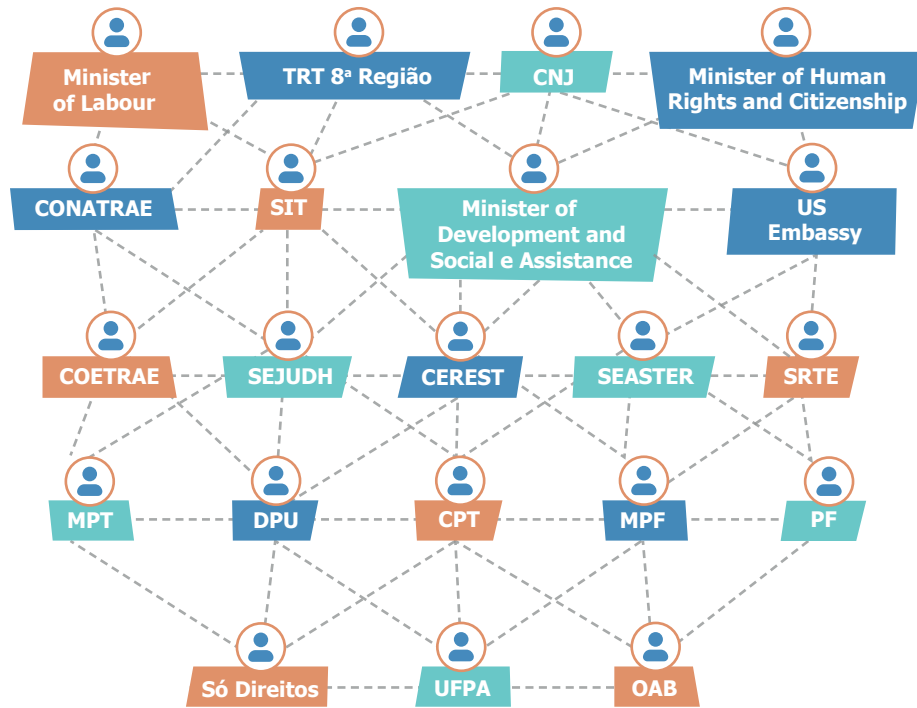 Minister
of Labour
TRT 8ª Região
CNJ
Minister of Human
Rights and Citizenship
CONATRAE
SIT
Minister of
Development and
Social e Assistance
US
Embassy
COETRAE
SEJUDH
CEREST
SEASTER
SRTE
MPT
DPU
CPT
MPF
PF
Só Direitos
UFPA
OAB